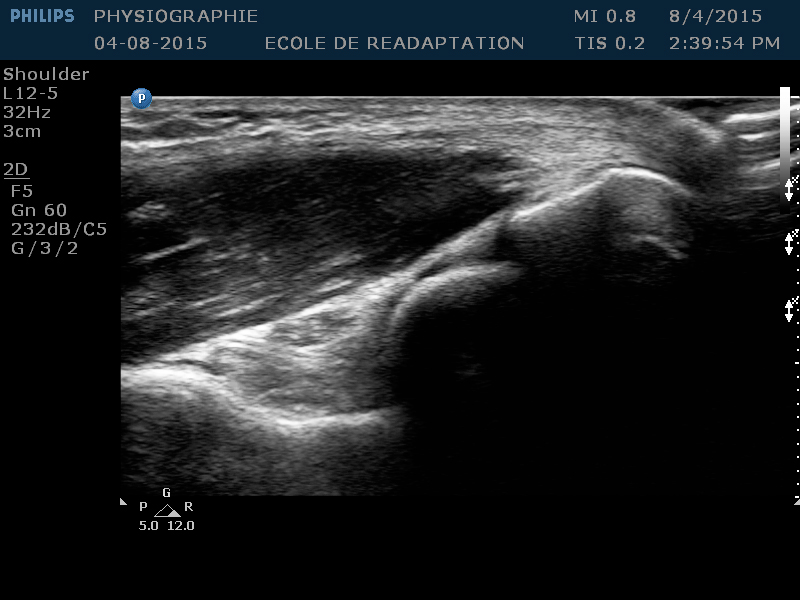 PHILIPS PHYSIOGRAPHIE MI 0.8 8/4/2015
04-08-2015 ECOLE DE READAPTATION TIS 0.2 2:39:54 PM
Shoulder
L12-5
32Hz
3cm
P
2D
F5
Gn 60
232dB/C5
G/3/2
G
P R
5.0 12.0